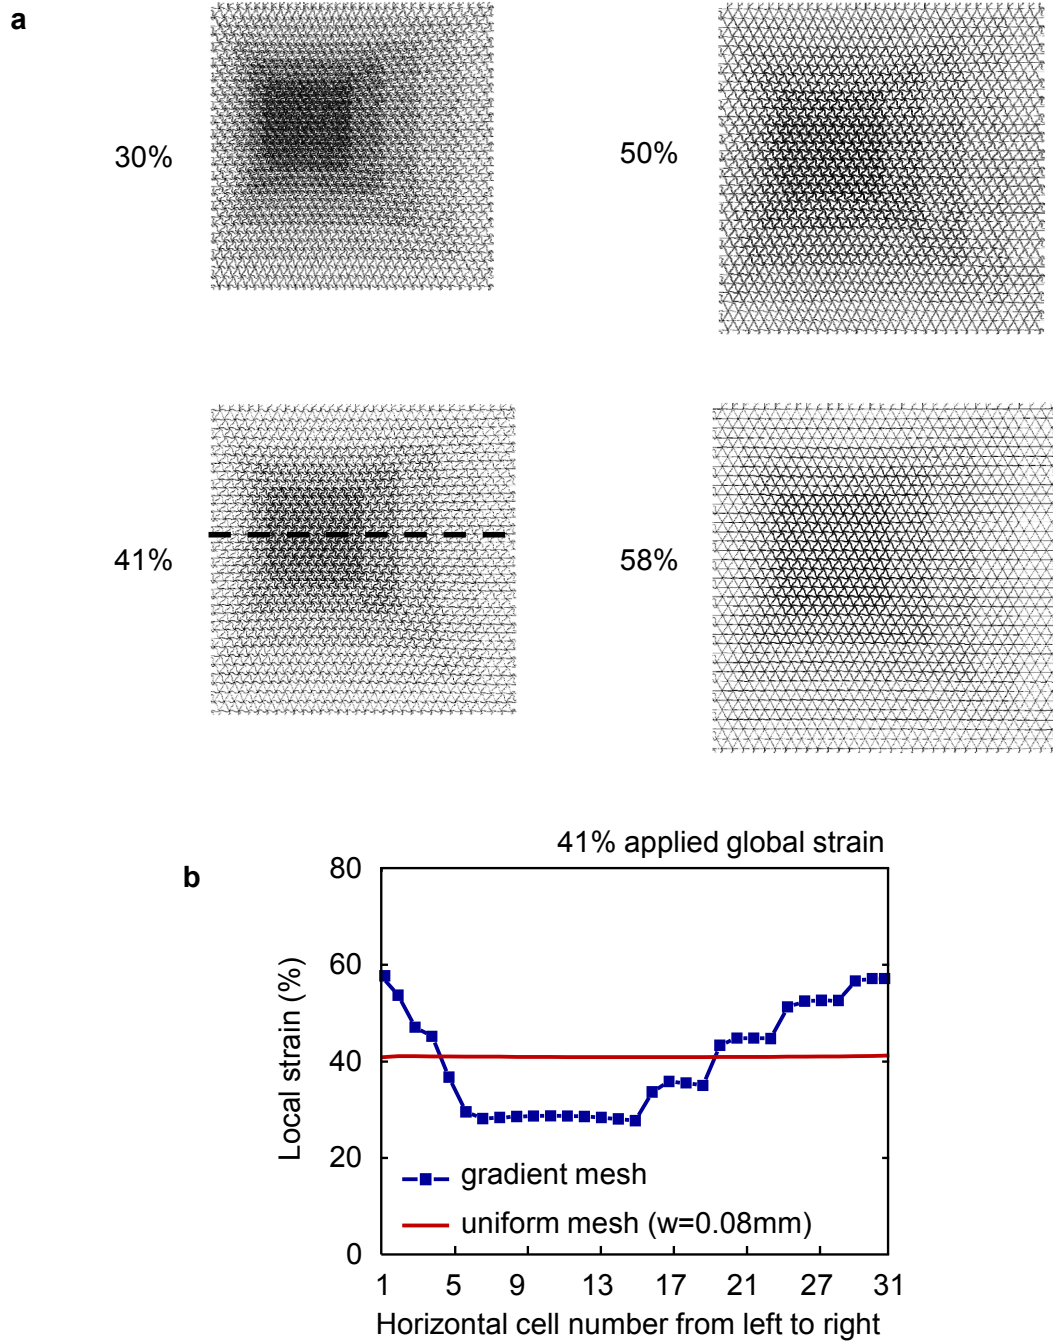 a
30%
50%
41%
58%
b
41% applied global strain
80
60
40
20
0
Local strain (%)
gradient mesh
uniform mesh (w=0.08mm)
1 5 9 13 17 21 27 31
Horizontal cell number from left to right